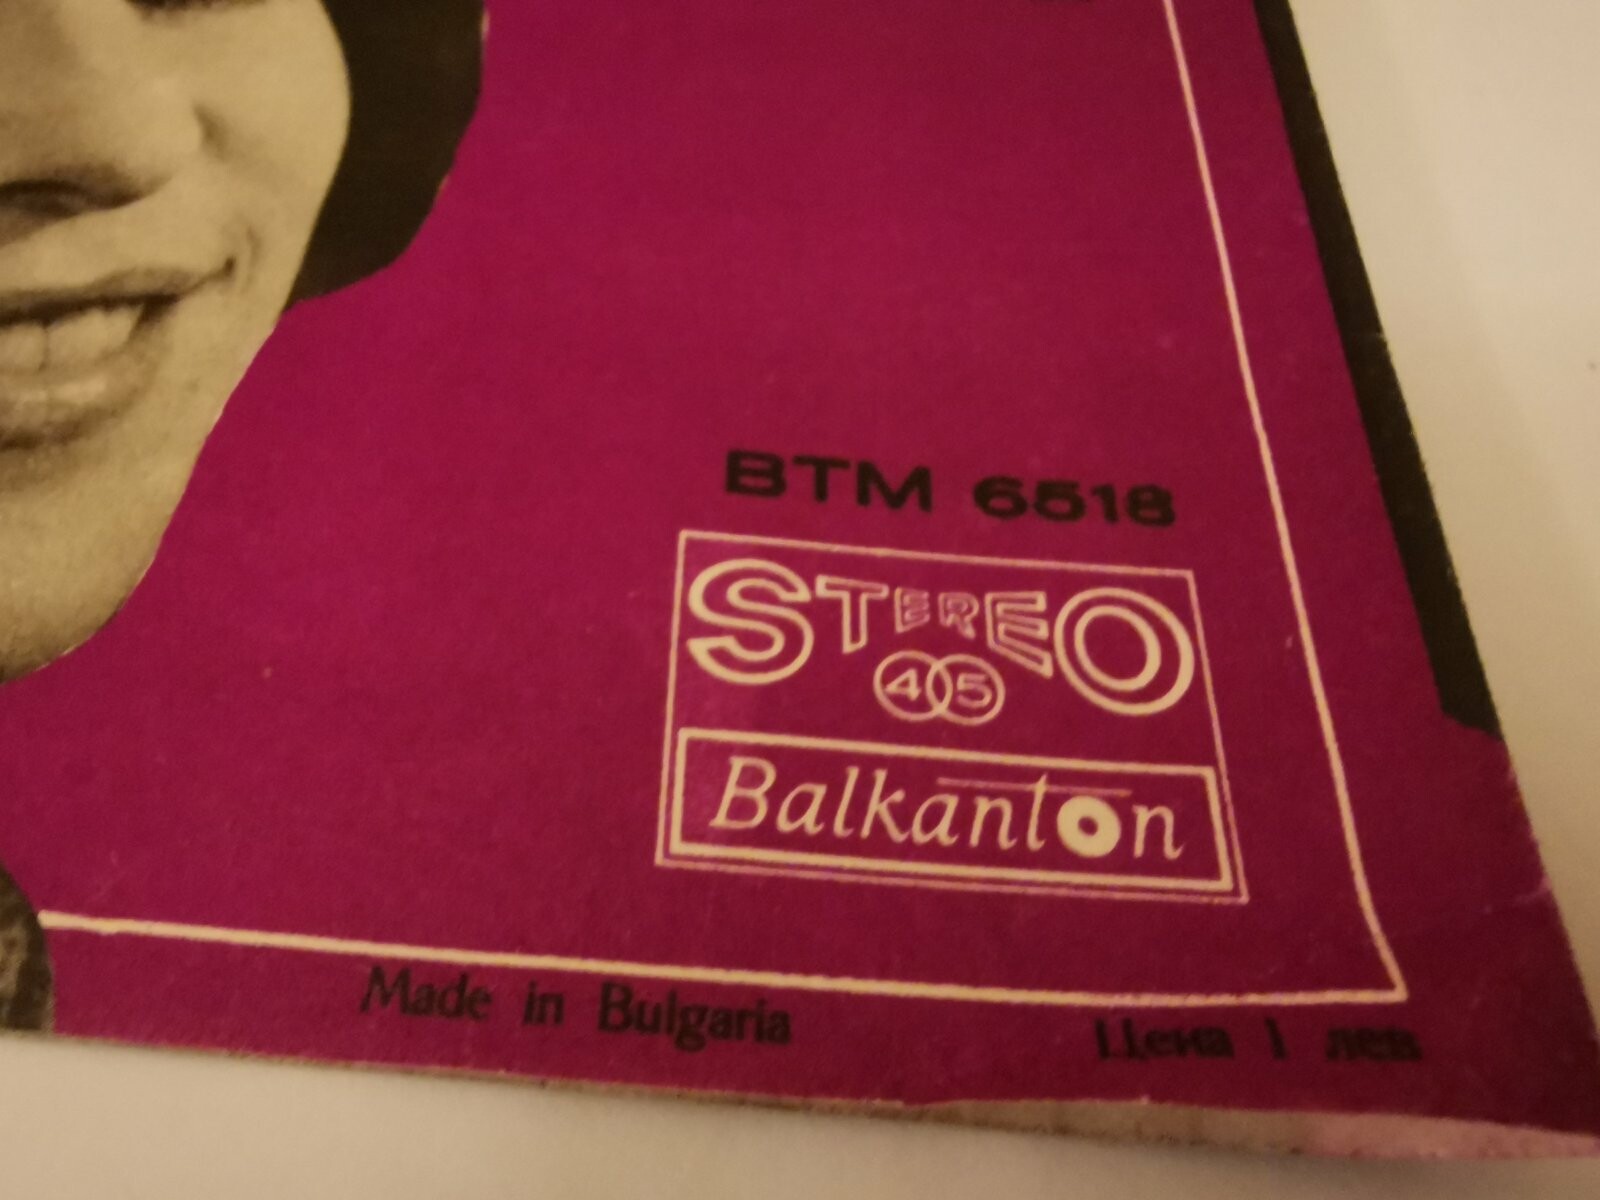 BTM 6518
STEREO
45
Balkanton
Made in Bulgaria
Цена 1 лев